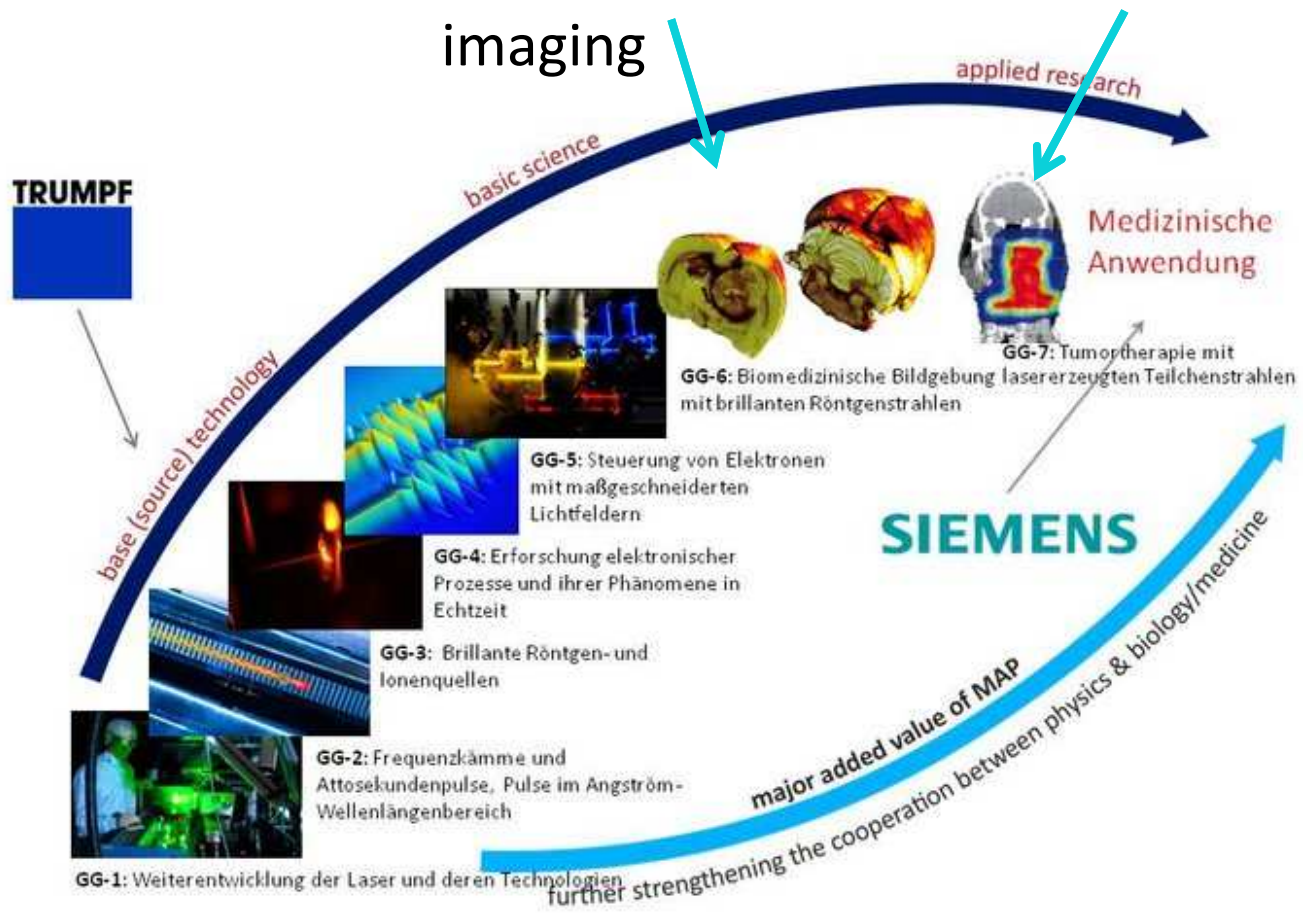 imaging
applied research
basic science
base (source) technology
TRUMPF
Medizinische
Anwendung
GG-7: Tumortherapie mit
lasererzeugten Teilchenstrahlen
GG-6: Biomedizinische Bildgebung
mit brillanten Röntgenstrahlen
GG-5: Steuerung von Elektronen
mit maßgeschneiderten
Lichtfeldern
SIEMENS
GG-4: Erforschung elektronischer
Prozesse und ihrer Phänomene in
Echtzeit
GG-3: Brillante Röntgen- und
Ionenquellen
GG-2: Frequenzkämme und
Attosekundenpulse, Pulse im Angström-
Wellenlängenbereich
GG-1: Weiterentwicklung der Laser und deren Technologien
major added value of MAP
further strengthening the cooperation between physics & biology/medicine